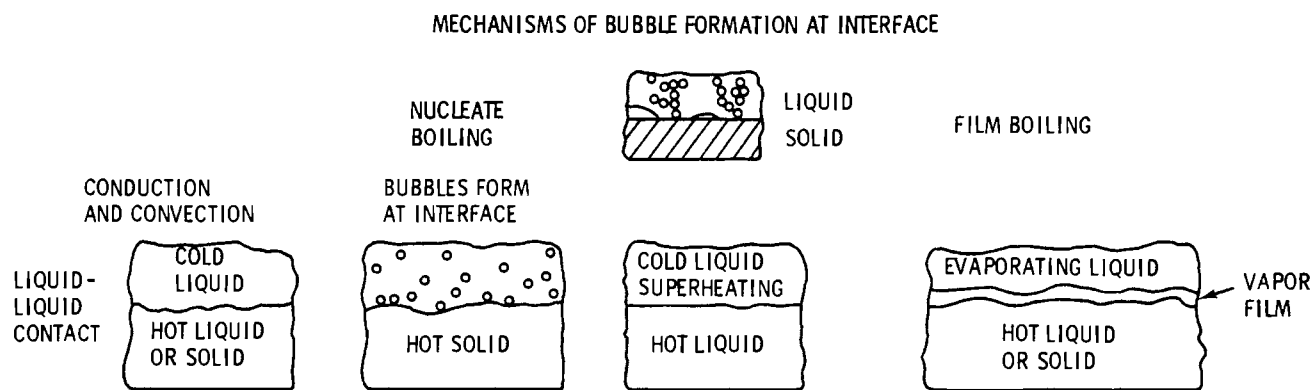 MECHANISMS OF BUBBLE FORMATION AT INTERFACE
NUCLEATE
BOILING
LIQUID
SOLID
FILM BOILING
CONDUCTION
AND CONVECTION
BUBBLES FORM
AT INTERFACE
LIQUID-
LIQUID
CONTACT
COLD
LIQUID
HOT LIQUID
OR SOLID
HOT SOLID
COLD LIQUID
SUPERHEATING
HOT LIQUID
EVAPORATING LIQUID
HOT LIQUID
OR SOLID
VAPOR
FILM